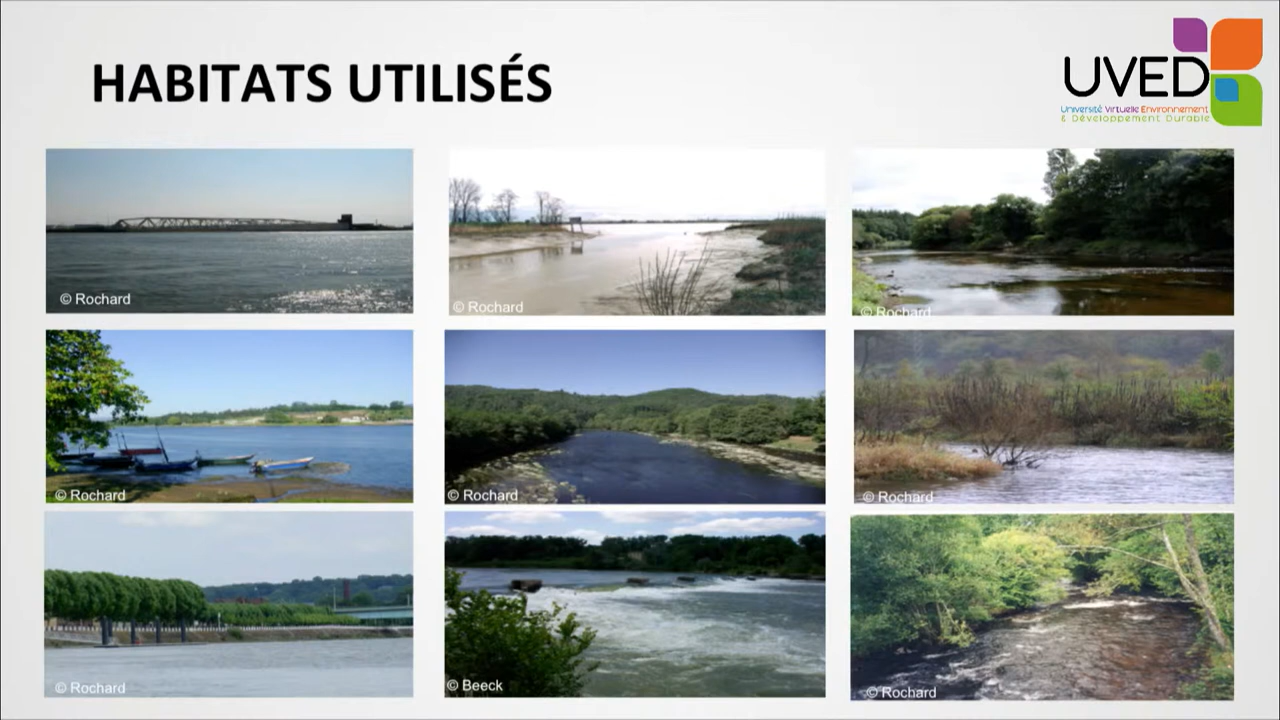 HABITATS UTILISÉS
UVED
Université Virtuelle Environnement
& Développement Durable
© Rochard
© Rochard
© Rochard
© Rochard
© Rochard
© Rochard
© Rochard
© Beeck
© Rochard